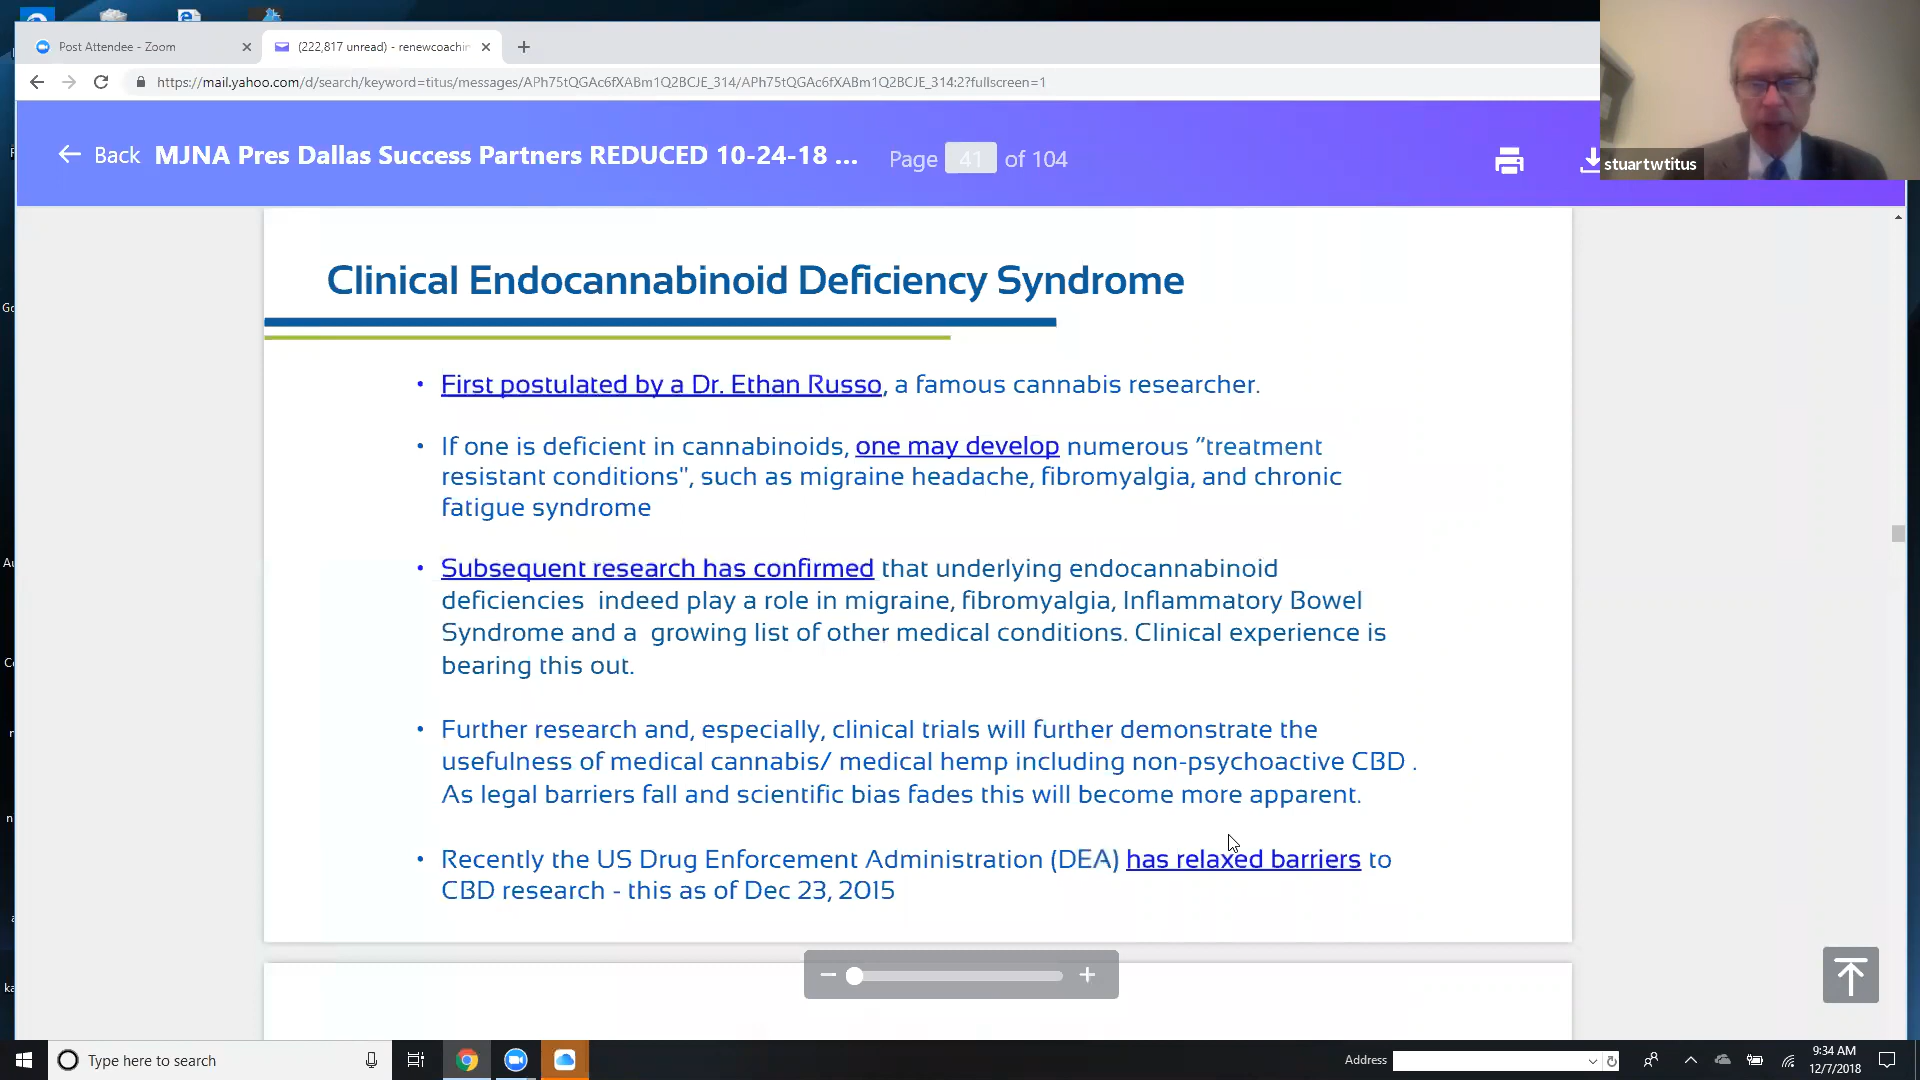 Post Attendee - Zoom
(222,817 unread) - renewcoachin
https://mail.yahoo.com/d/search/keyword=titus/messages/APh75tQGAc6fXABm1Q2BCJE_314/APh75tQGAc6fXABm1Q2BCJE_314:2?fullscreen=1
Back MJNA Pres Dallas Success Partners REDUCED 10-24-18 ... Page 41 of 104
stuartwtitus
Clinical Endocannabinoid Deficiency Syndrome
• First postulated by a Dr. Ethan Russo, a famous cannabis researcher.
• If one is deficient in cannabinoids, one may develop numerous “treatment
resistant conditions", such as migraine headache, fibromyalgia, and chronic
fatigue syndrome
• Subsequent research has confirmed that underlying endocannabinoid
deficiencies indeed play a role in migraine, fibromyalgia, Inflammatory Bowel
Syndrome and a growing list of other medical conditions. Clinical experience is
bearing this out.
• Further research and, especially, clinical trials will further demonstrate the
usefulness of medical cannabis/ medical hemp including non-psychoactive CBD .
As legal barriers fall and scientific bias fades this will become more apparent.
• Recently the US Drug Enforcement Administration (DEA) has relaxed barriers to
CBD research - this as of Dec 23, 2015
Type here to search
Address
9:34 AM
12/7/2018